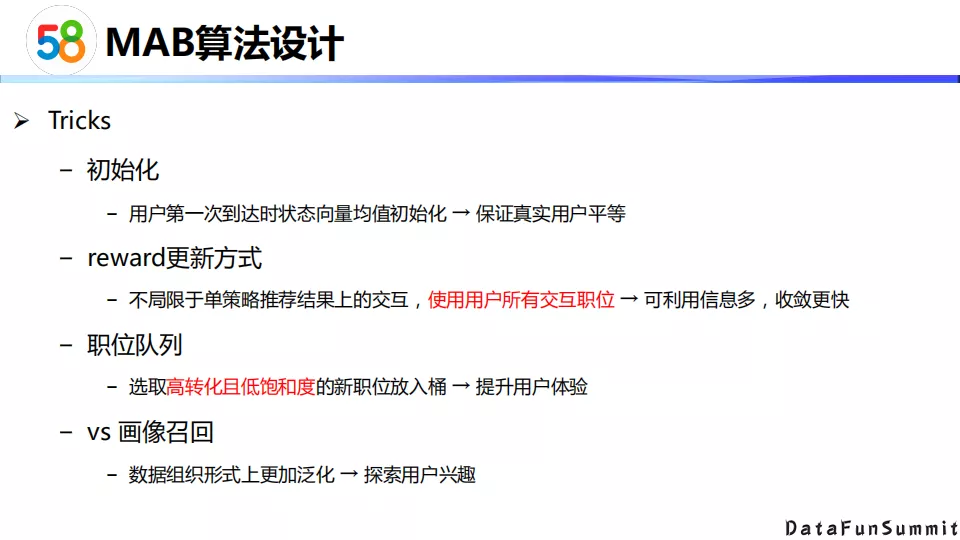 58 MAB算法设计
➢ Tricks
– 初始化
– 用户第一次到达时状态向量均值初始化 → 保证真实用户平等
– reward更新方式
– 不局限于单策略推荐结果上的交互，使用用户所有交互职位 → 可利用信息多，收敛更快
– 职位队列
– 选取高转化且低饱和度的新职位放入桶 → 提升用户体验
– vs 画像召回
– 数据组织形式上更加泛化 → 探索用户兴趣
DataFunSummit